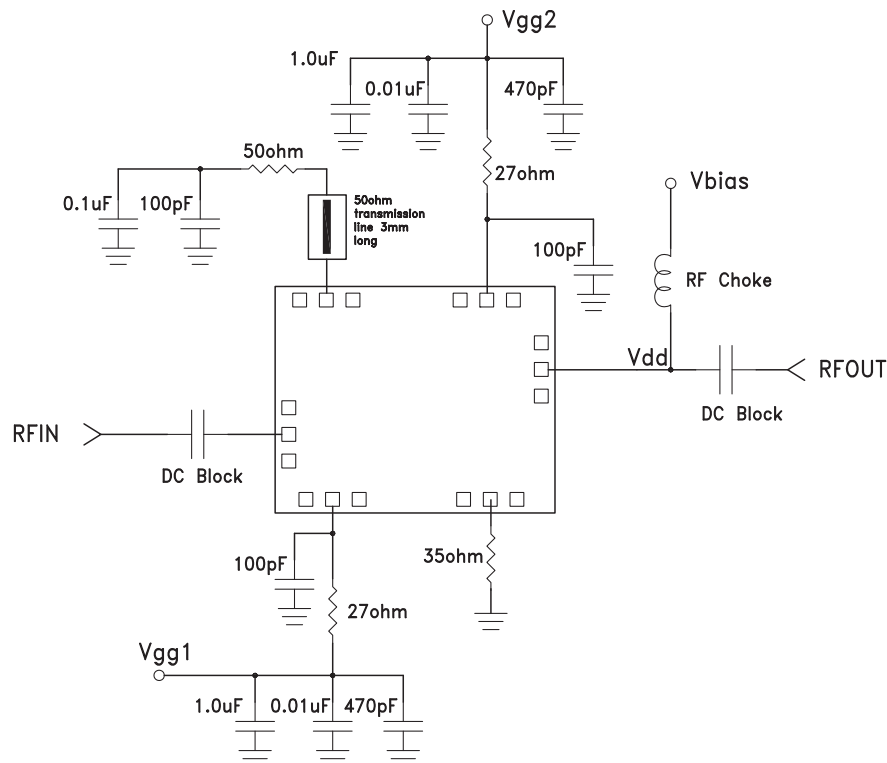 Vgg2
1.0uF
0.01uF
470pF
50ohm
27ohm
0.1uF
100pF
50ohm
transmission
line 3mm
long
Vbias
100pF
RF Choke
Vdd
RFOUT
DC Block
RFIN
DC Block
100pF
35ohm
27ohm
Vgg1
1.0uF
0.01uF
470pF